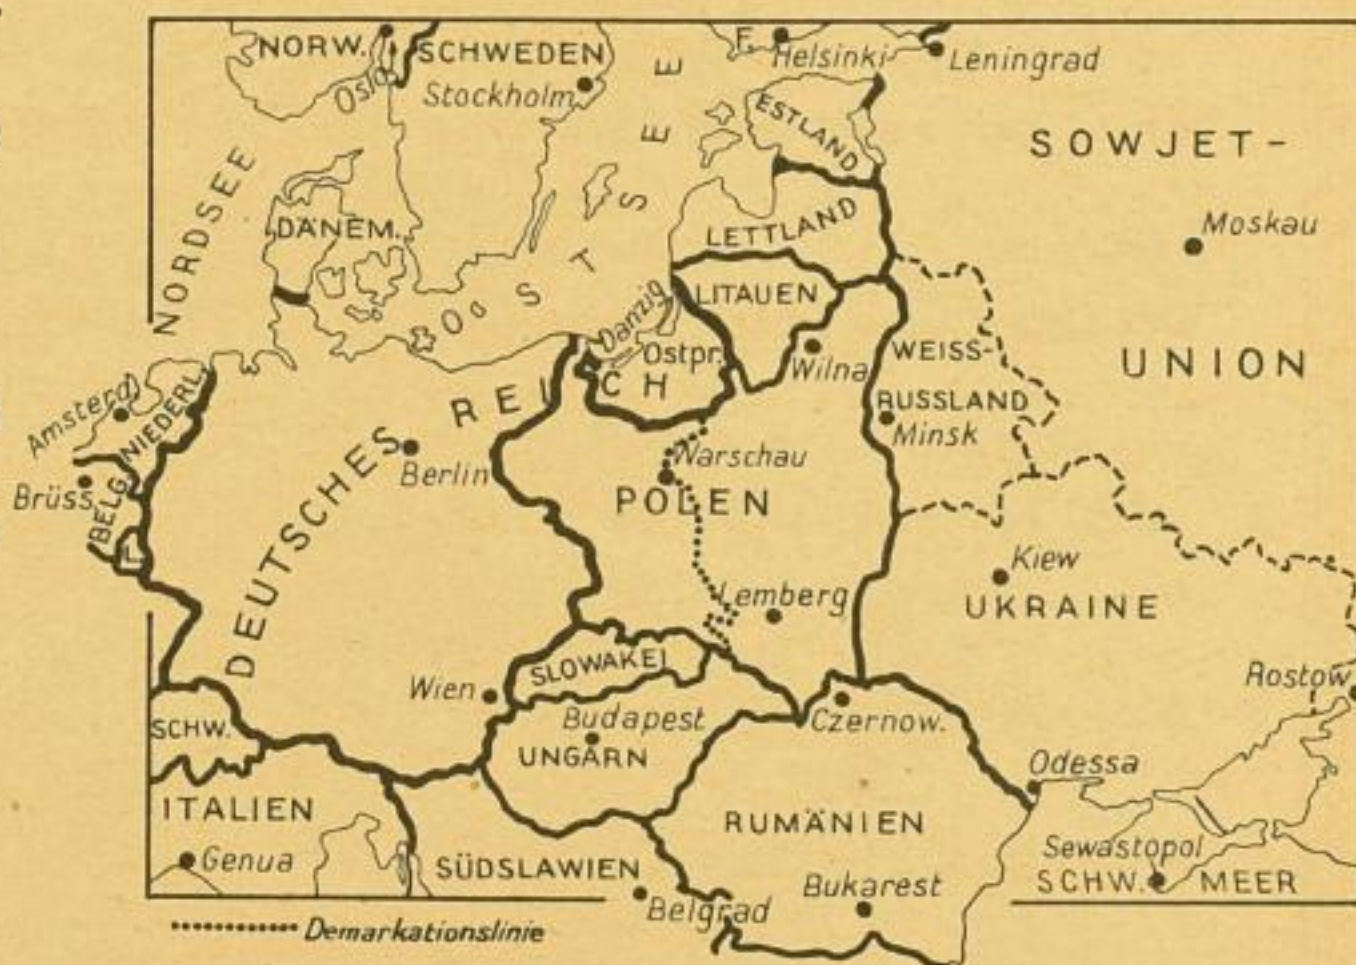 NORW.
SCHWEDEN
F.
Helsinki
Leningrad
Oslo
Stockholm
ESTLAND
SOWJET-
NORDSEE
OSTSEE
DÄNEM.
LETTLAND
Moskau
LITAUEN
Danzig
Ostpr.
Wilna
WEISS-
UNION
RUSSLAND
Minsk
Amsterd.
NIEDERL.
DEUTSCHES REICH
Berlin
Warschau
POLEN
Brüss.
BELG.
L.
Kiew
UKRAINE
Lemberg
SLOWAKEI
Wien
Rostow
SCHW.
Budapest
UNGARN
Czernow.
Odessa
ITALIEN
RUMÄNIEN
Genua
SÜDSLAWIEN
Sewastopol
SCHW. MEER
Belgrad
Bukarest
Demarkationslinie